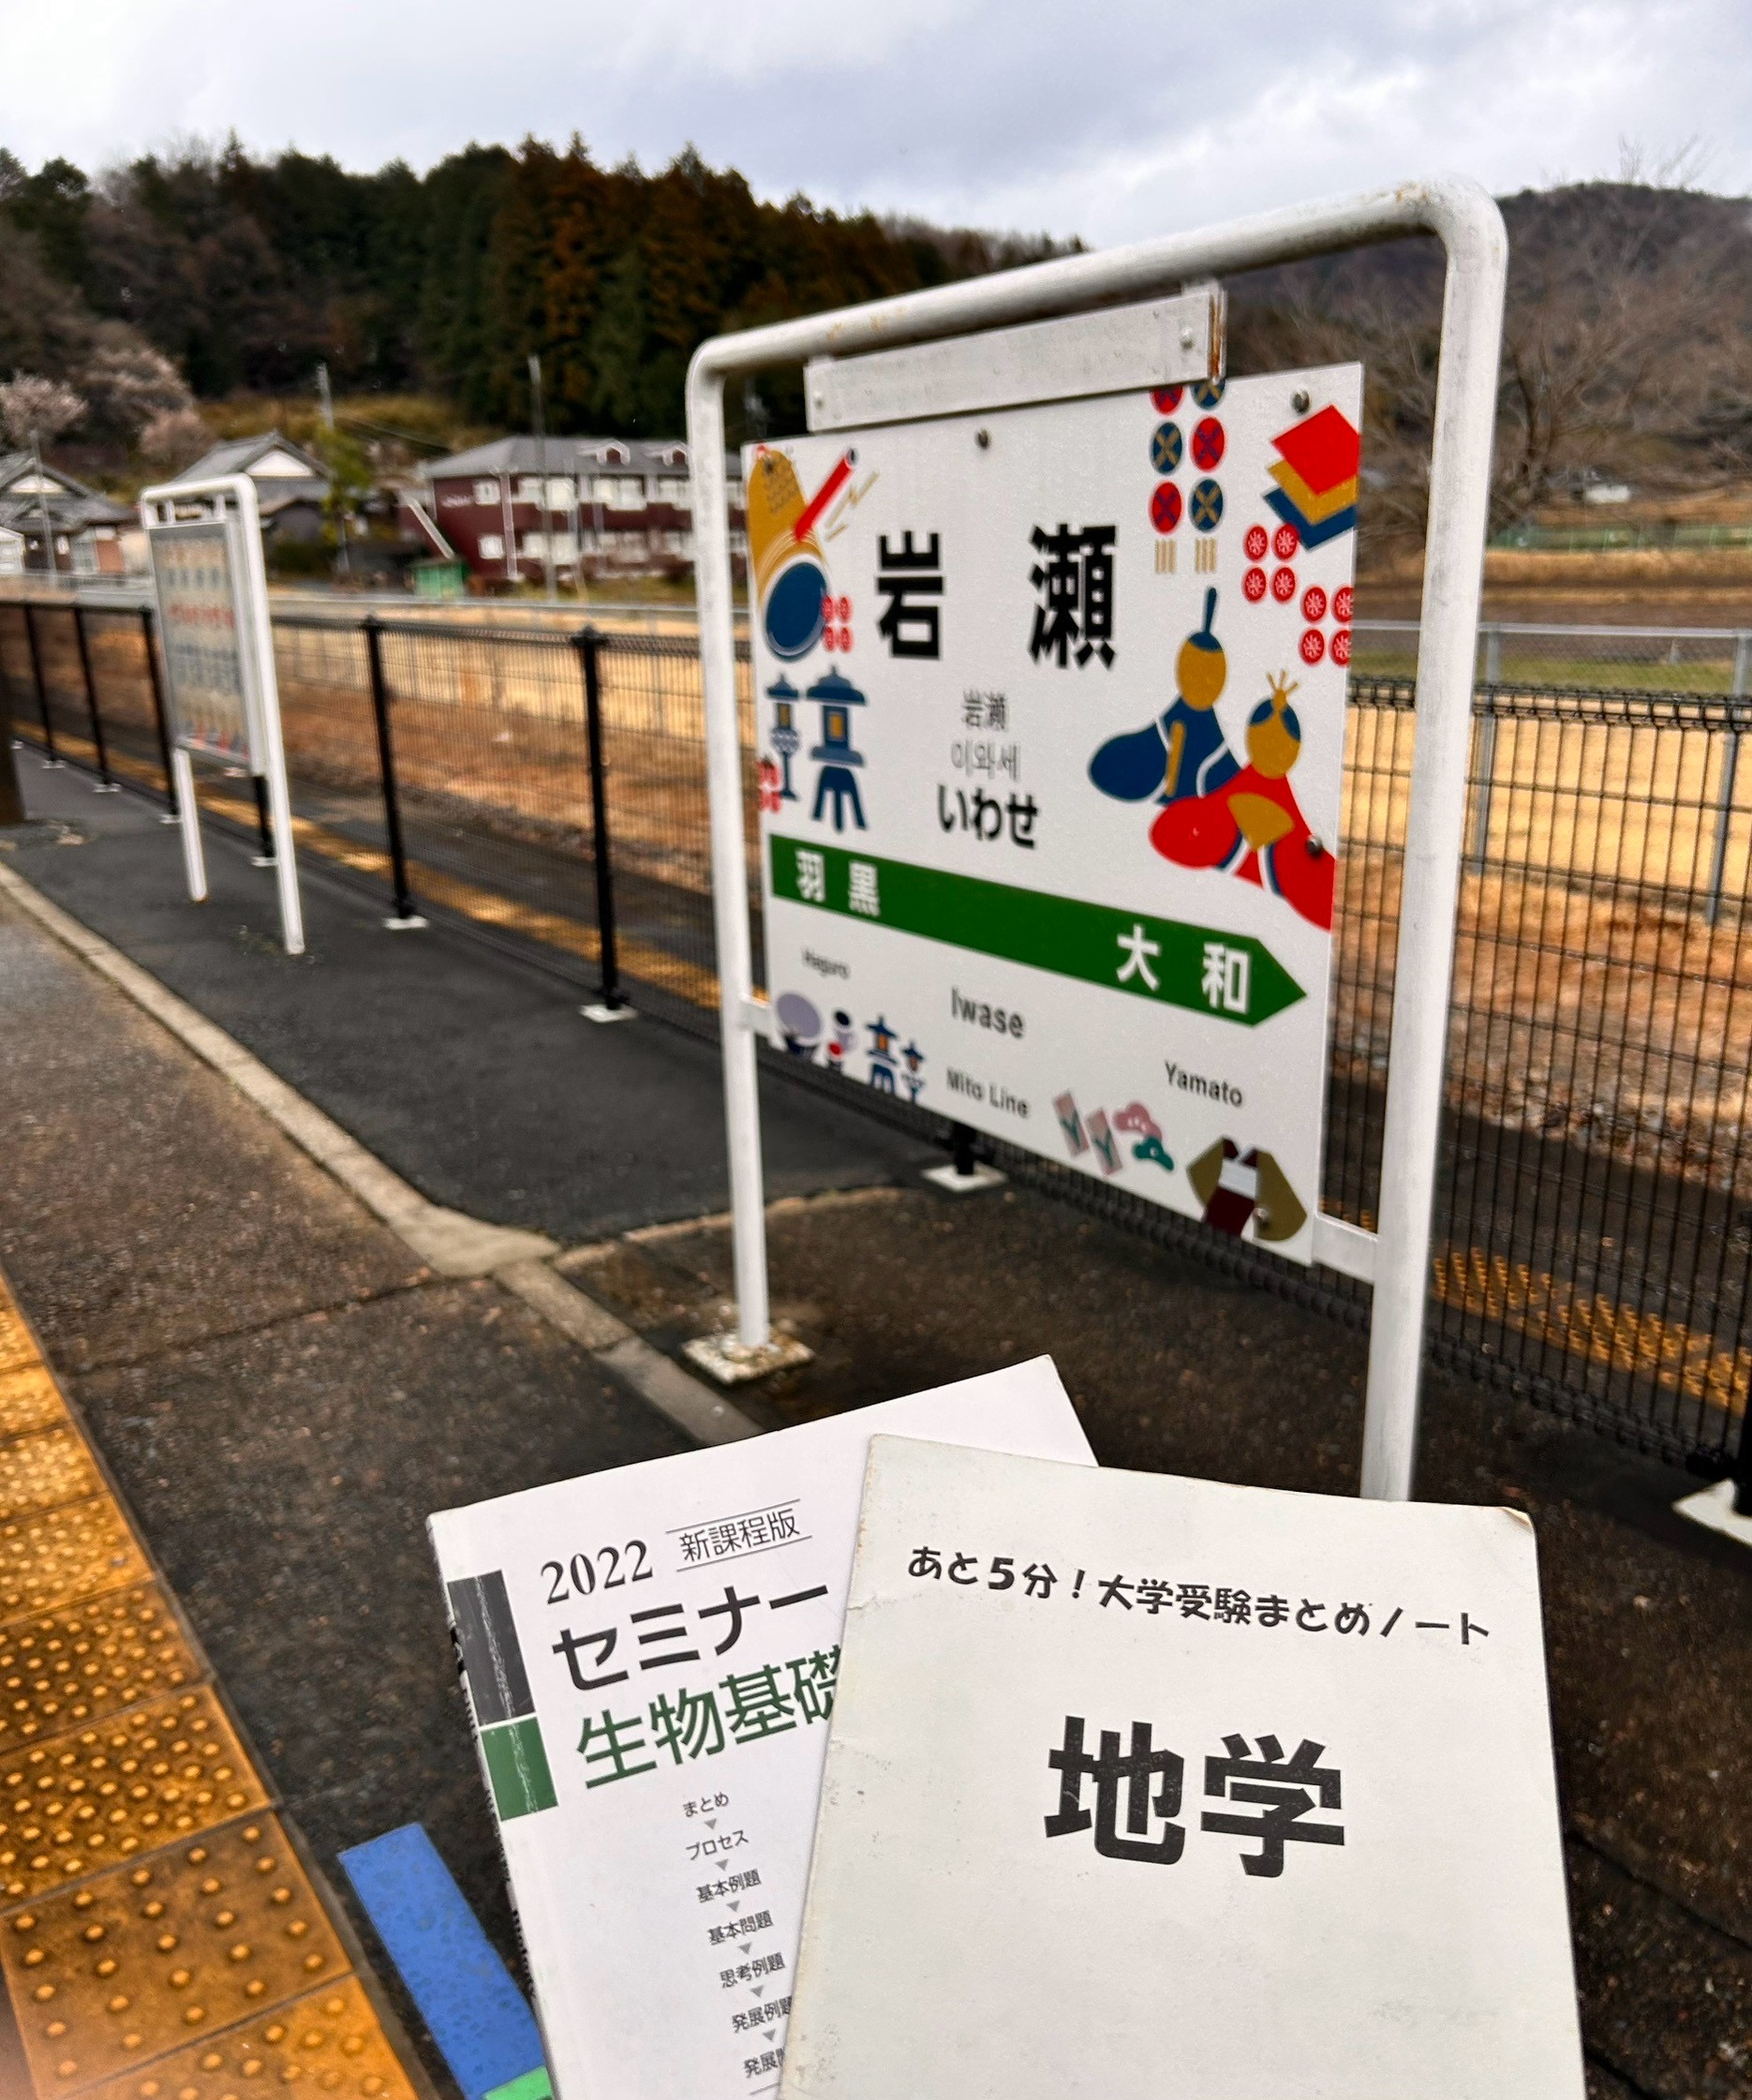 岩瀬
岩瀬
이와세
いわせ
羽黒 大和
Haguro
Iwase
Yamato
Mito Line
2022 新課程版
セミナー
生物基礎
まとめ
プロセス
基本例題
基本問題
思考例題
発展例題
発展
あと5分！大学受験まとめノート
地学